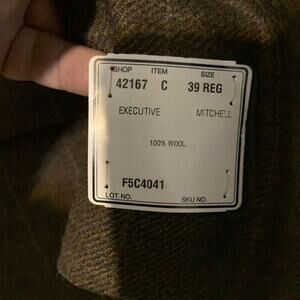 SHOP ITEM SIZE
42167 C 39 REG
EXECUTIVE MITCHELL
100% WOOL
F5C4041
LOT. NO. SKU NO.